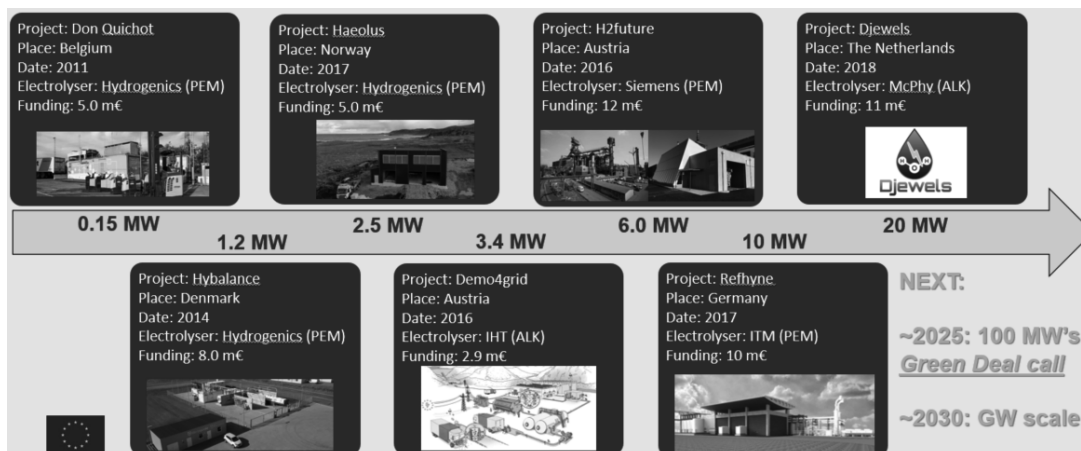 Project: Don Quichot
Place: Belgium
Date: 2011
Electrolyser: Hydrogenics (PEM)
Funding: 5.0 m€
Project: Haeolus
Place: Norway
Date: 2017
Electrolyser: Hydrogenics (PEM)
Funding: 5.0 m€
Project: H2future
Place: Austria
Date: 2016
Electrolyser: Siemens (PEM)
Funding: 12 m€
Project: Djewels
Place: The Netherlands
Date: 2018
Electrolyser: McPhy (ALK)
Funding: 11 m€
H O H
Djewels
0.15 MW
1.2 MW
2.5 MW
3.4 MW
6.0 MW
10 MW
20 MW
Project: Hybalance
Place: Denmark
Date: 2014
Electrolyser: Hydrogenics (PEM)
Funding: 8.0 m€
Project: Demo4grid
Place: Austria
Date: 2016
Electrolyser: IHT (ALK)
Funding: 2.9 m€
Project: Refhyne
Place: Germany
Date: 2017
Electrolyser: ITM (PEM)
Funding: 10 m€
NEXT:
~2025: 100 MW's
Green Deal call
~2030: GW scale